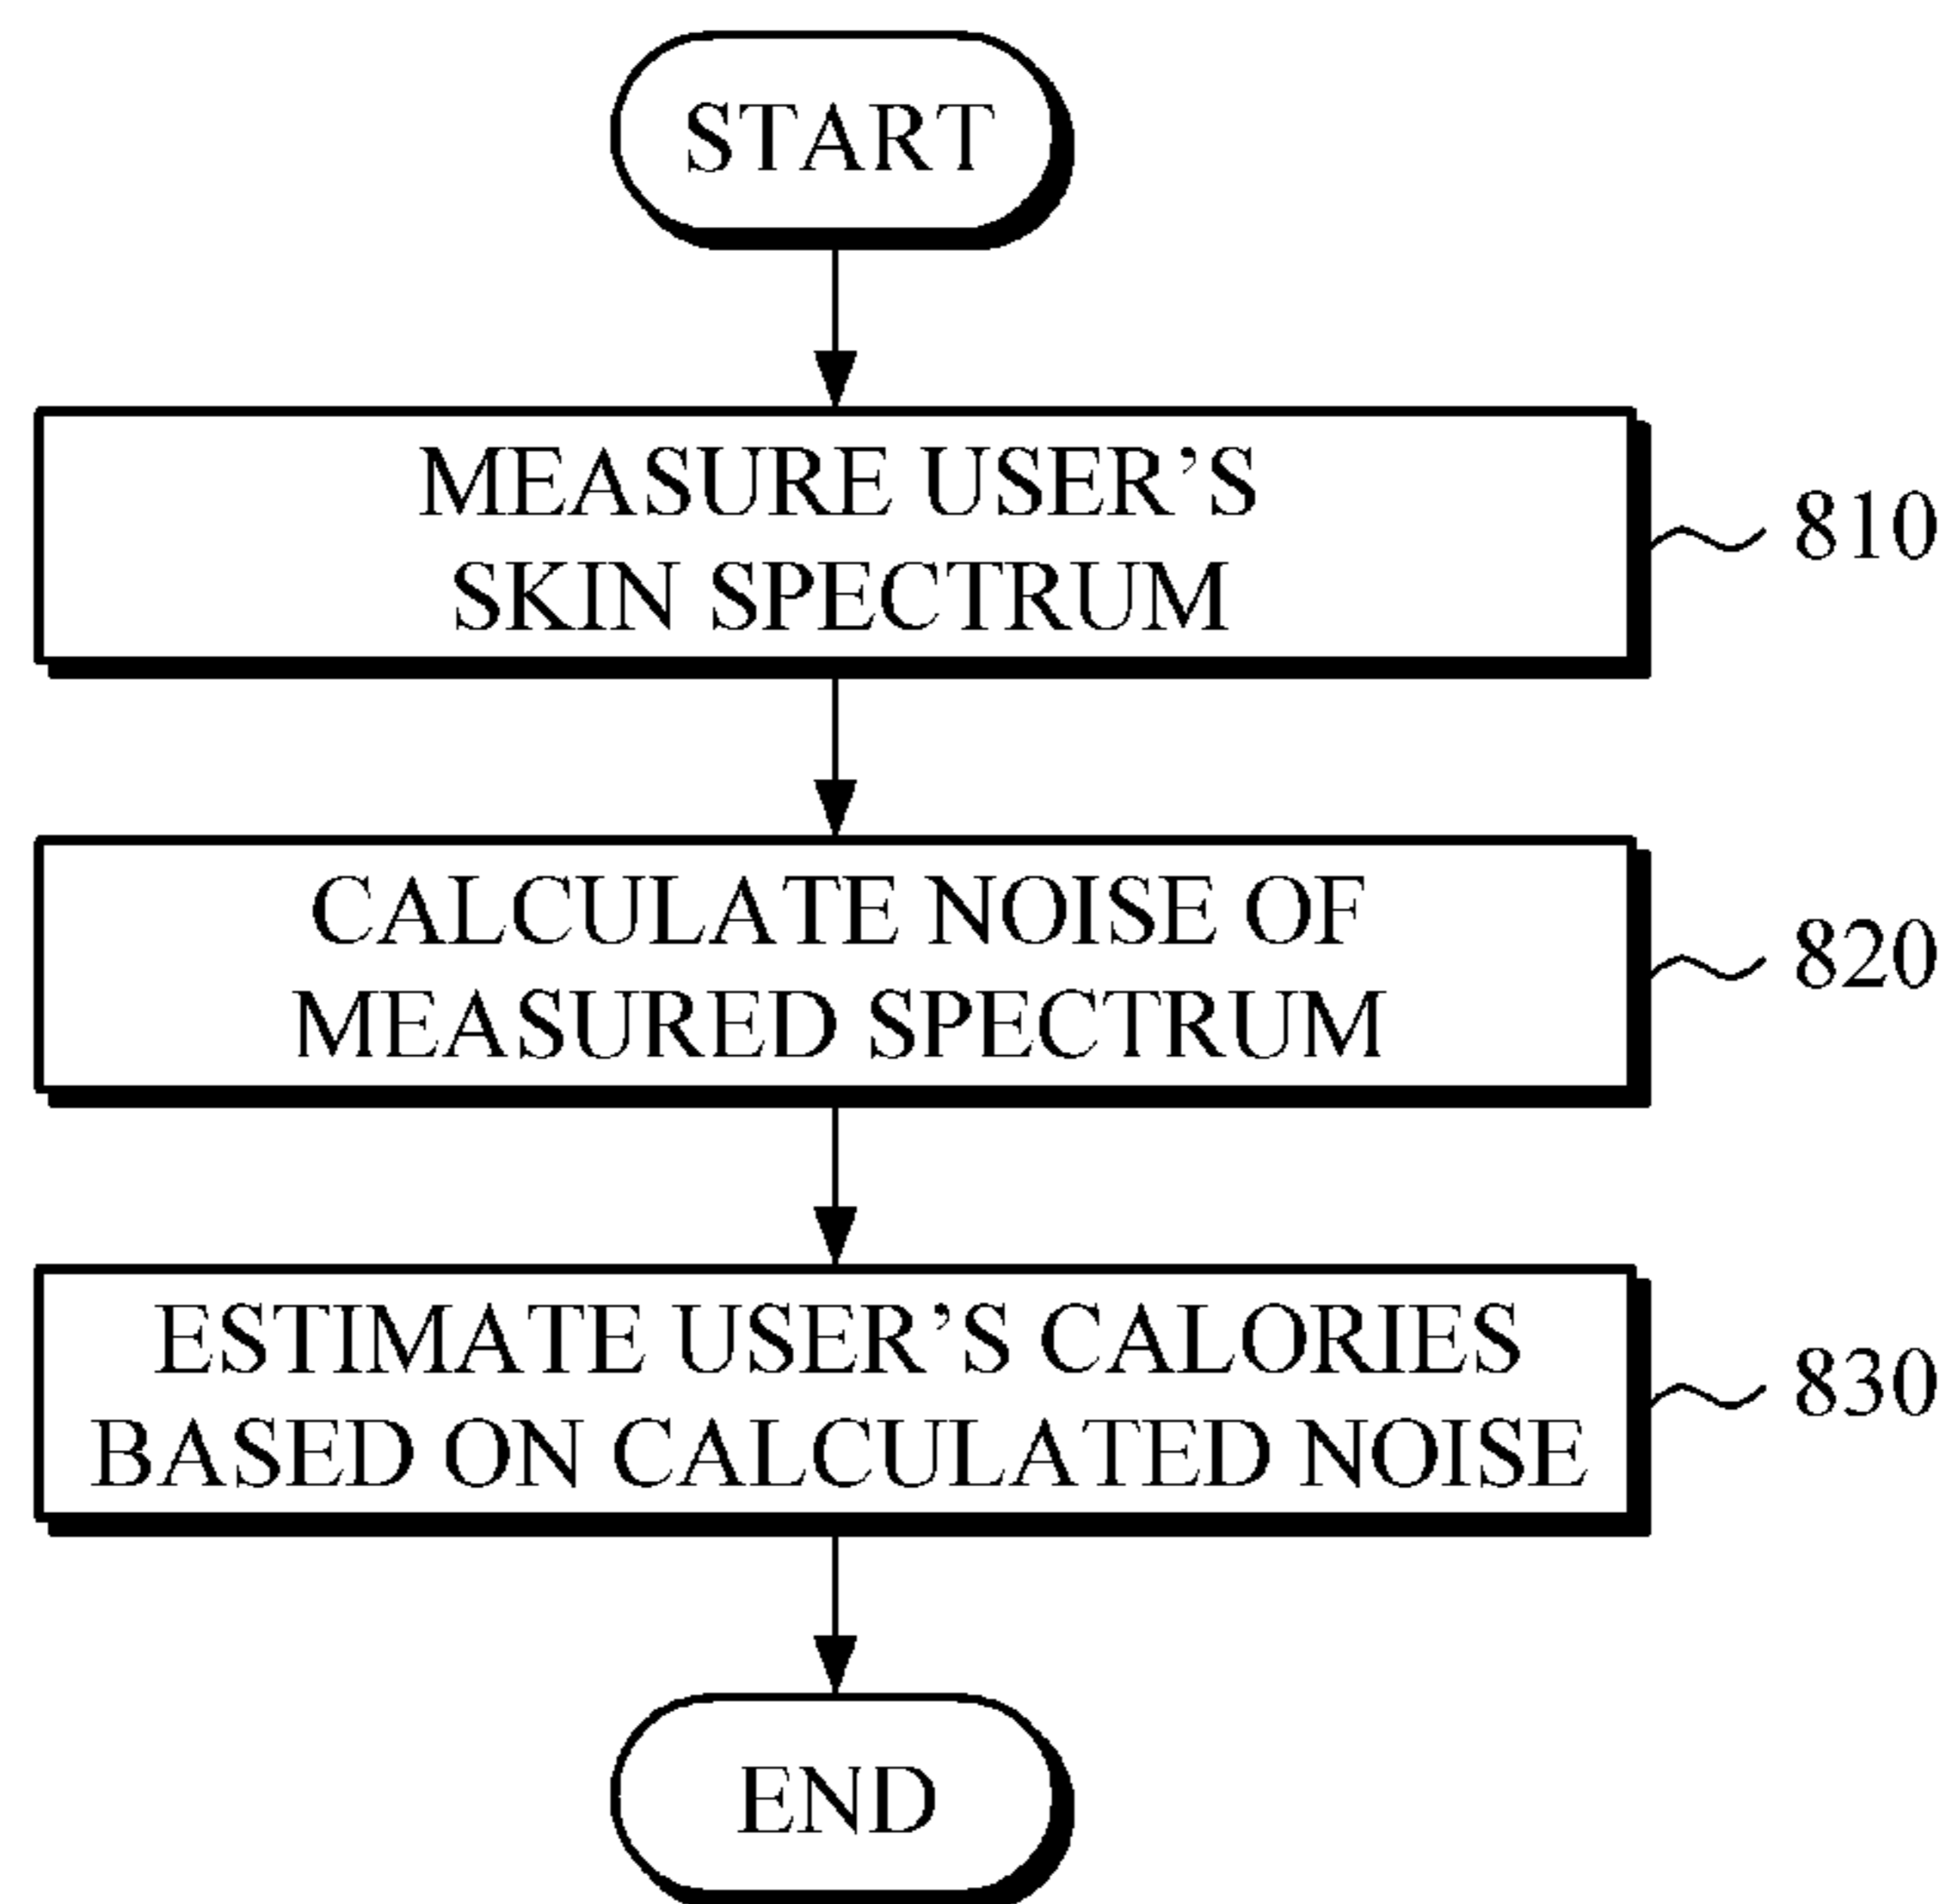 START
MEASURE USER’S
SKIN SPECTRUM
810
CALCULATE NOISE OF
MEASURED SPECTRUM
820
ESTIMATE USER’S CALORIES
BASED ON CALCULATED NOISE
830
END